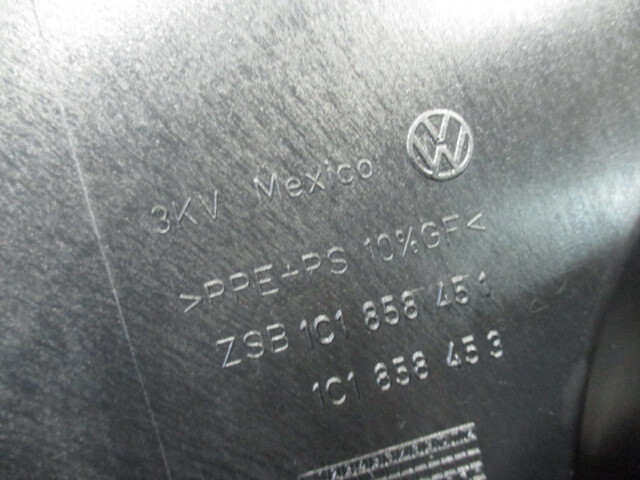 3KV Mexico
>PPE+PS 10%GF<
ZSB 1C1 858 451
1C1 858 453